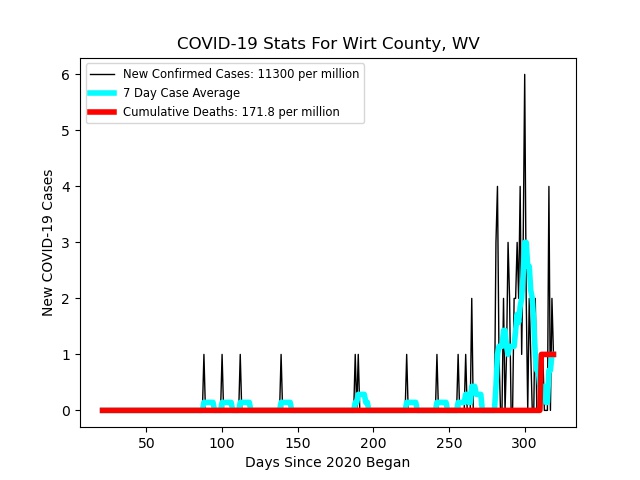 COVID-19 Stats For Wirt County, WV
New Confirmed Cases: 11300 per million
7 Day Case Average
Cumulative Deaths: 171.8 per million
New COVID-19 Cases
6
5
4
3
2
1
0
50 100 150 200 250 300
Days Since 2020 Began